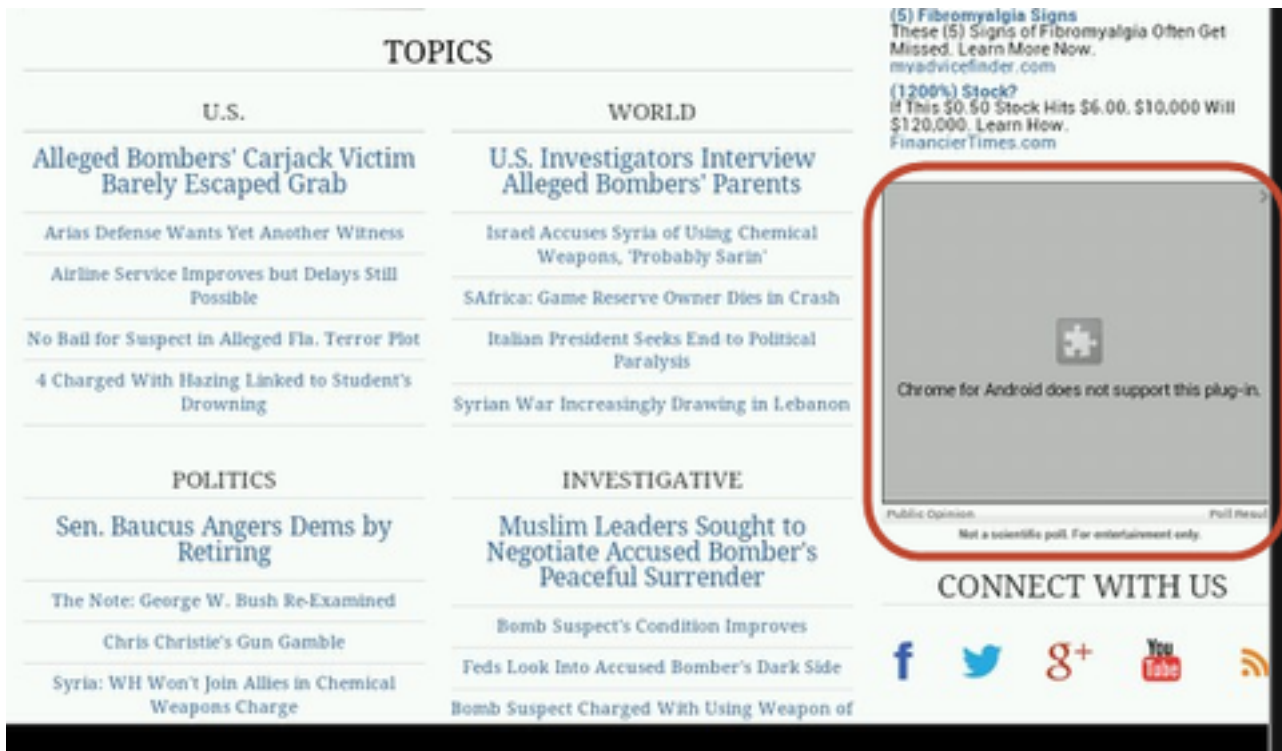 TOPICS
U.S.
Alleged Bombers' Carjack Victim
Barely Escaped Grab
Arias Defense Wants Yet Another Witness
Airline Service Improves but Delays Still
Possible
No Bail for Suspect in Alleged Fla. Terror Plot
4 Charged With Hazing Linked to Student's
Drowning
WORLD
U.S. Investigators Interview
Alleged Bombers' Parents
Israel Accuses Syria of Using Chemical
Weapons, 'Probably Sarin'
SAfrica: Game Reserve Owner Dies in Crash
Italian President Seeks End to Political
Paralysis
Syrian War Increasingly Drawing in Lebanon
POLITICS
Sen. Baucus Angers Dems by
Retiring
The Note: George W. Bush Re-Examined
Chris Christie's Gun Gamble
Syria: WH Won't Join Allies in Chemical
Weapons Charge
INVESTIGATIVE
Muslim Leaders Sought to
Negotiate Accused Bomber's
Peaceful Surrender
Bomb Suspect's Condition Improves
Feds Look Into Accused Bomber's Dark Side
Bomb Suspect Charged With Using Weapon of
(5) Fibromyalgia Signs
These (5) Signs of Fibromyalgia Often Get
Missed. Learn More Now.
myadvicefinder.com
(1200%) Stock?
If This $0.50 Stock Hits $6.00, $10,000 Will
$120,000. Learn How.
FinancierTimes.com
Chrome for Android does not support this plug-in.
Public Opinion
Poll Resul
Not a scientific poll. For entertainment only.
CONNECT WITH US
f
g+
You
Tube